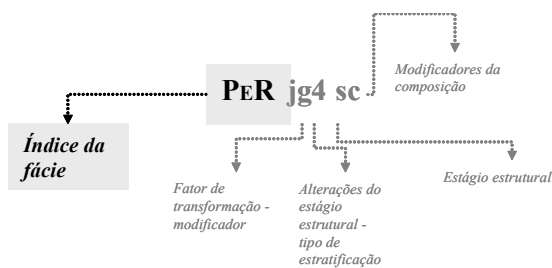 Modificadores da
composição
PER jg4 sc
Índice da
fácie
Fator de
transformação -
modificador
Alterações do
estágio
estrutural -
tipo de
estratificação
Estágio estrutural